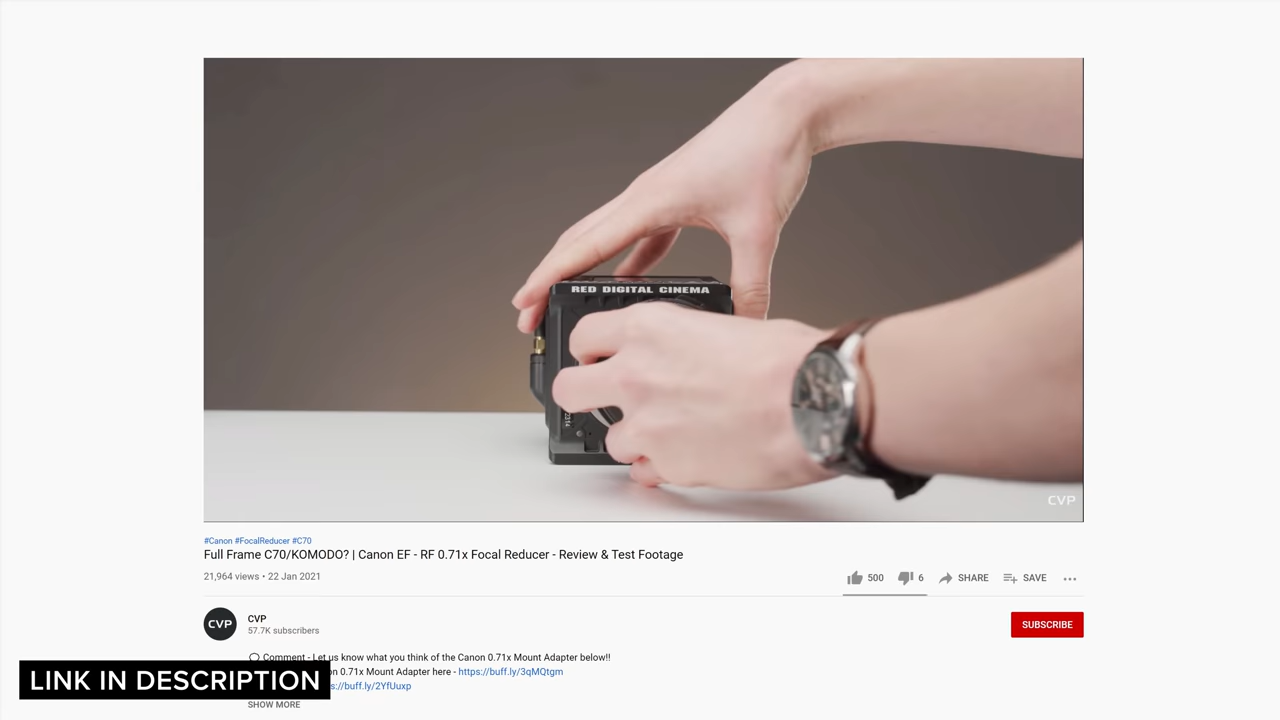 RED DIGITAL CINEMA
CVP
#Canon #FocalReducer #C70
Full Frame C70/KOMODO? | Canon EF - RF 0.71x Focal Reducer - Review & Test Footage
21,964 views • 22 Jan 2021
500 6 SHARE SAVE
CVP
CVP
57.7K subscribers
SUBSCRIBE
Comment - Let us know what you think of the Canon 0.71x Mount Adapter below!!
on 0.71x Mount Adapter here - https://buff.ly/3qMQtgm
s://buff.ly/2YfUuxp
LINK IN DESCRIPTION
SHOW MORE